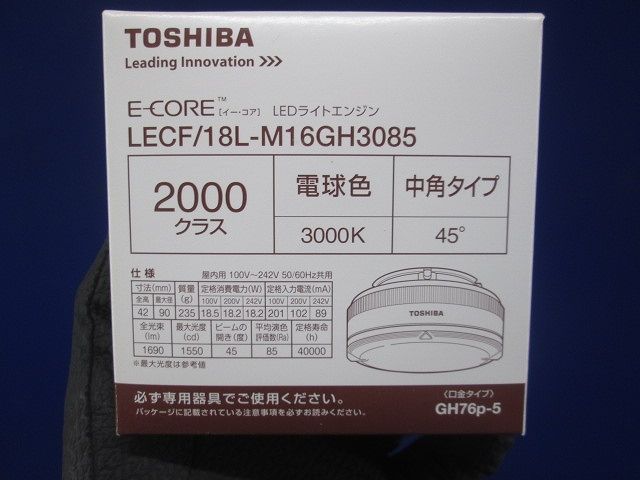 TOSHIBA
Leading Innovation >>>
E-CORE™ [イー・コア] LEDライトエンジン
LECF/18L-M16GH3085
2000
クラス
電球色 中角タイプ
3000K 45°
仕様 屋内用 100V～242V 50/60Hz共用
寸法(mm) 質量(g) 定格消費電力(W) 定格入力電流(mA)
全高 最大径 100V 200V 242V 100V 200V 242V
42 90 235 18.5 18.2 18.2 201 102 89
全光束(lm) 最大光度(cd) ビームの開き(度) 平均演色評価数(Ra) 定格寿命(h)
1690 1550 45 85 40000
※最大光度は参考値
TOSHIBA
必ず専用器具でご使用ください。
パッケージに記載されている注意事項を必ずお読みください。
〈口金タイプ〉
GH76p-5